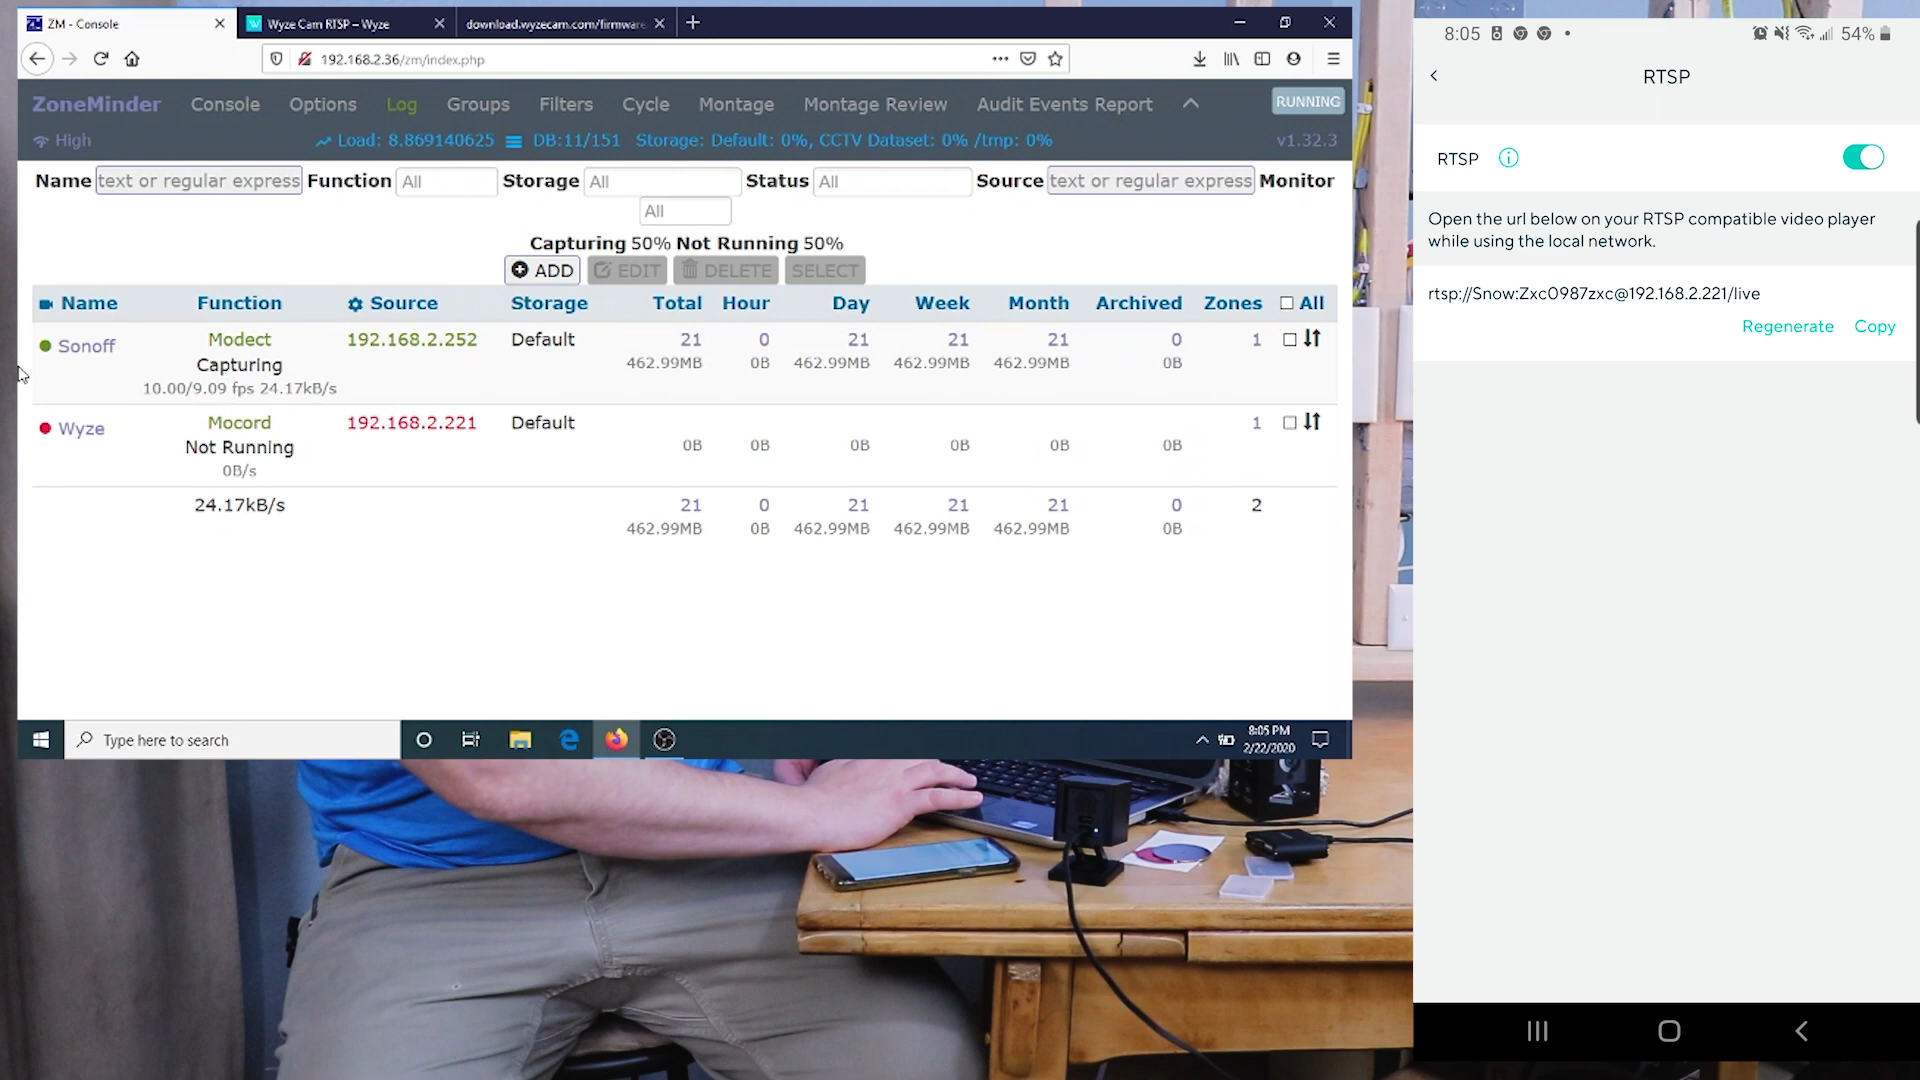 ZM - Console
Wyze Cam RTSP – Wyze
download.wyzecam.com/firmware
192.168.2.36/zm/index.php
ZoneMinder Console Options Log Groups Filters Cycle Montage Montage Review Audit Events Report RUNNING
High Load: 8.869140625 DB:11/151 Storage: Default: 0%, CCTV Dataset: 0% /tmp: 0% v1.32.3
Name text or regular express Function All Storage All Status All Source text or regular express Monitor
All
Capturing 50% Not Running 50%
ADD EDIT DELETE SELECT
Name Function Source Storage Total Hour Day Week Month Archived Zones All
Sonoff Modect 192.168.2.252 Default 21 0 21 21 21 0 1
Capturing 462.99MB 0B 462.99MB 462.99MB 462.99MB 0B
10.00/9.09 fps 24.17kB/s
Wyze Mocord 192.168.2.221 Default 1
Not Running 0B 0B 0B 0B 0B 0B
0B/s
24.17kB/s 21 0 21 21 21 0 2
462.99MB 0B 462.99MB 462.99MB 462.99MB 0B
Type here to search
8:05 PM
2/22/2020
8:05 54%
RTSP
RTSP
Open the url below on your RTSP compatible video player
while using the local network.
rtsp://Snow:Zxc0987zxc@192.168.2.221/live
Regenerate Copy